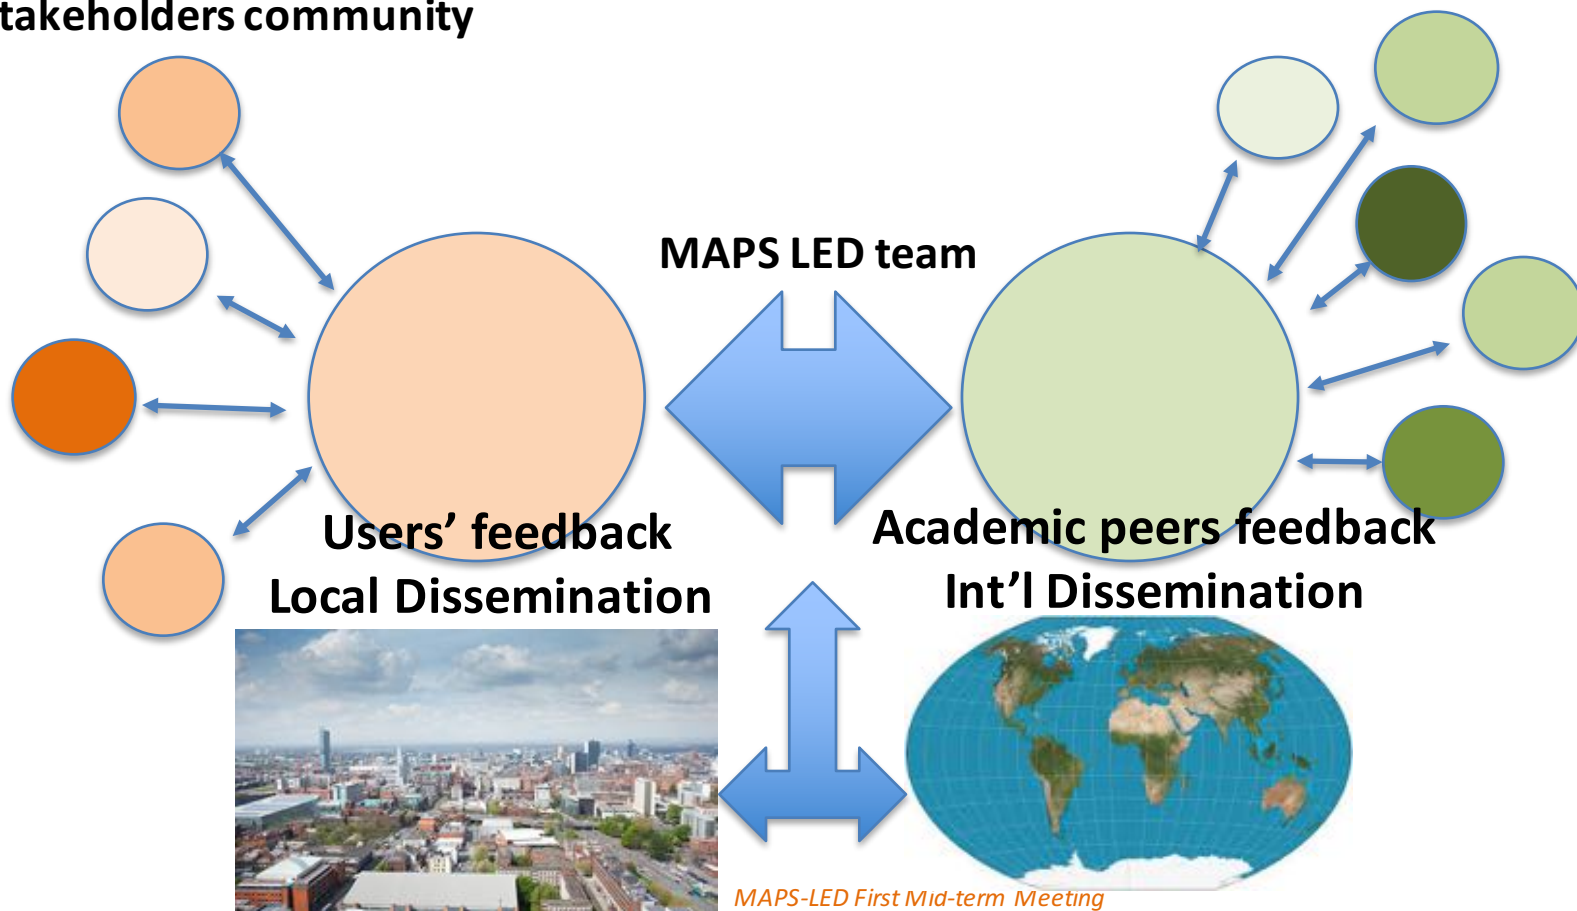 takeholders community
MAPS LED team
Users’ feedback
Local Dissemination
Academic peers feedback
Int’l Dissemination
MAPS-LED First Mid-term Meeting